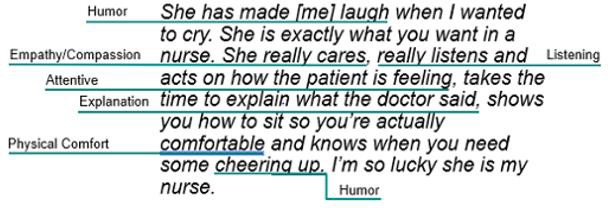 Humor She has made [me] laugh when I wanted
to cry. She is exactly what you want in a
Empathy/Compassion nurse. She really cares, really listens and Listening
Attentive acts on how the patient is feeling, takes the
Explanation time to explain what the doctor said, shows
you how to sit so you're actually
Physical Comfort comfortable and knows when you need
some cheering up. I'm so lucky she is my
nurse. Humor